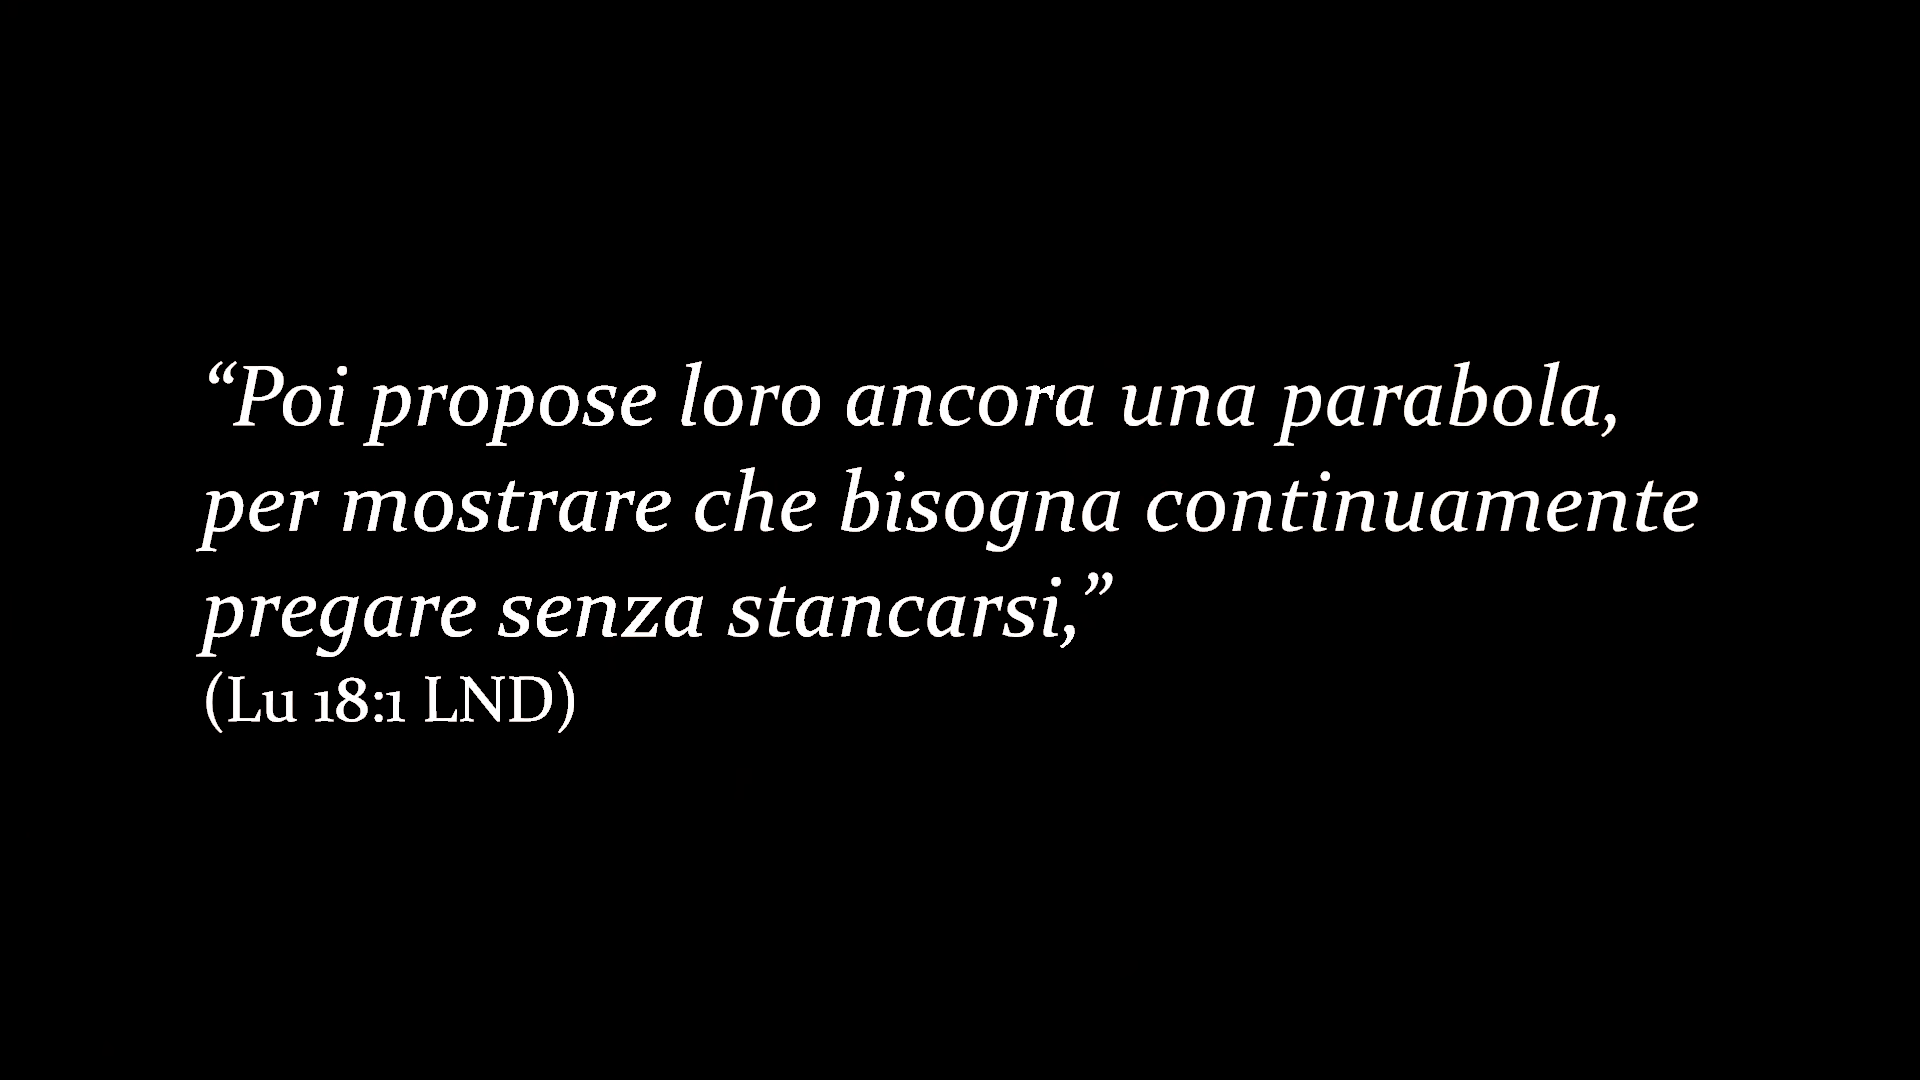 “Poi propose loro ancora una parabola,
per mostrare che bisogna continuamente
pregare senza stancarsi,”
(Lu 18:1 LND)